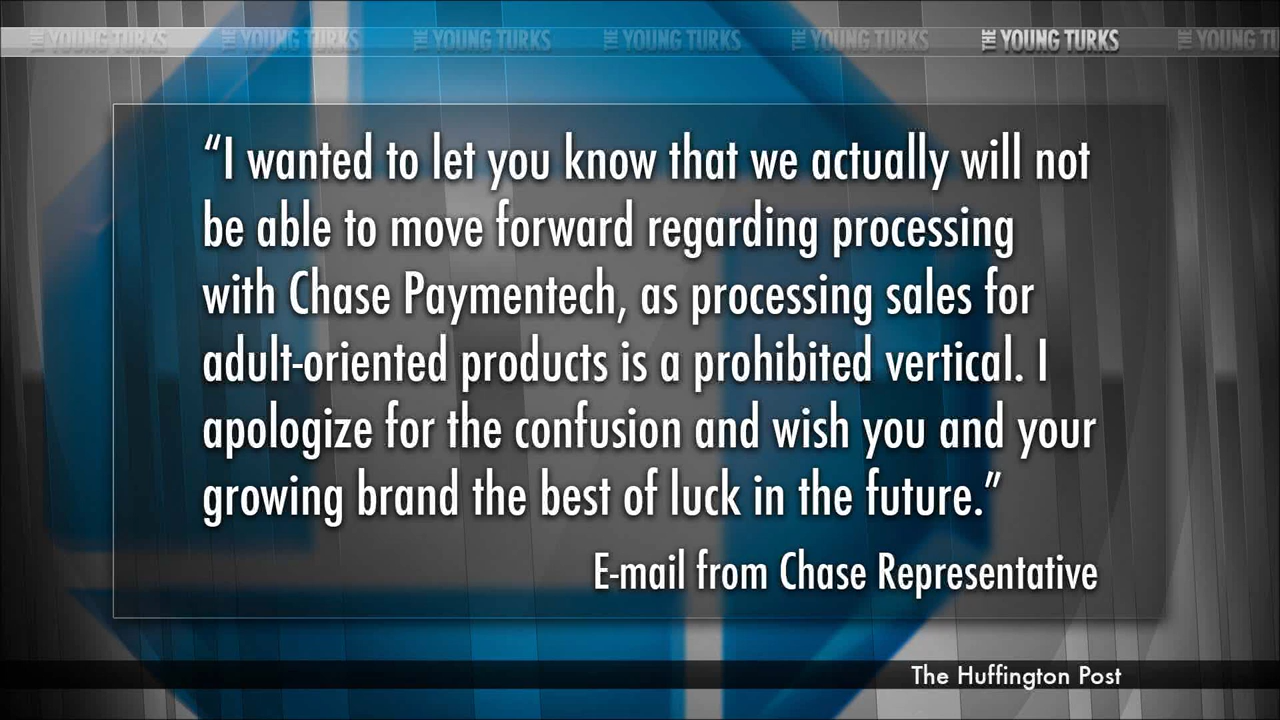 THE YOUNG TURKS THE YOUNG TURKS THE YOUNG TURKS THE YOUNG TURKS THE YOUNG TURKS THE YOUNG TURKS THE YOUNG TU
“I wanted to let you know that we actually will not
be able to move forward regarding processing
with Chase Paymentech, as processing sales for
adult-oriented products is a prohibited vertical. I
apologize for the confusion and wish you and your
growing brand the best of luck in the future.”
E-mail from Chase Representative
The Huffington Post